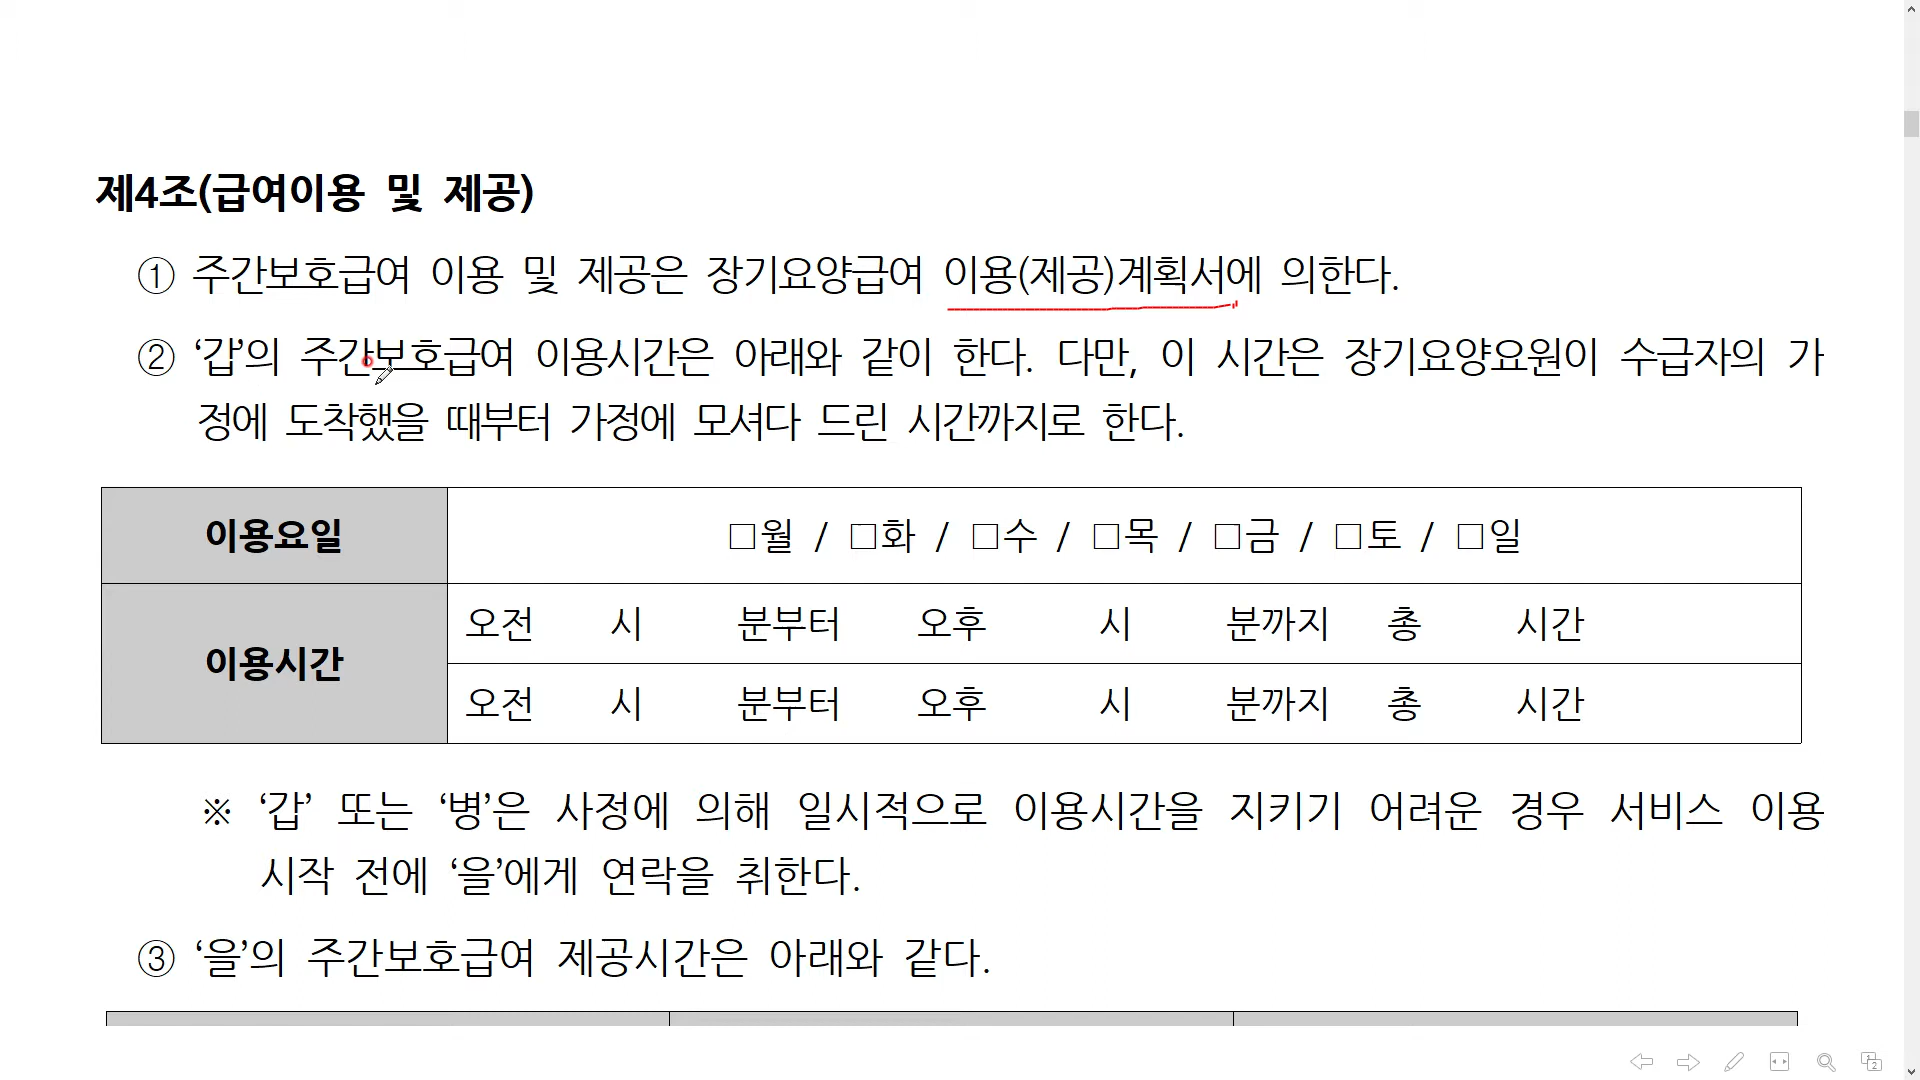 제4조(급여이용 및 제공)
① 주간보호급여 이용 및 제공은 장기요양급여 이용(제공)계획서에 의한다.
② ‘갑’의 주간보호급여 이용시간은 아래와 같이 한다. 다만, 이 시간은 장기요양요원이 수급자의 가
정에 도착했을 때부터 가정에 모셔다 드린 시간까지로 한다.
이용요일 □월 / □화 / □수 / □목 / □금 / □토 / □일
이용시간
오전 시 분부터 오후 시 분까지 총 시간
오전 시 분부터 오후 시 분까지 총 시간
※ ‘갑’ 또는 ‘병’은 사정에 의해 일시적으로 이용시간을 지키기 어려운 경우 서비스 이용
시작 전에 ‘을’에게 연락을 취한다.
③ ‘을’의 주간보호급여 제공시간은 아래와 같다.